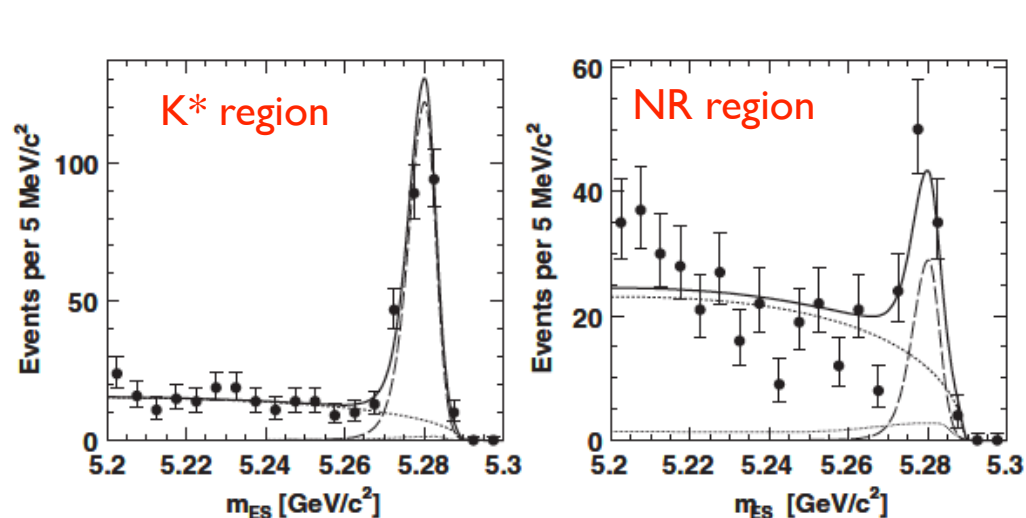 K* region
Events per 5 MeV/c²
100
50
0
5.2 5.22 5.24 5.26 5.28 5.3
m_ES [GeV/c²]
NR region
Events per 5 MeV/c²
60
40
20
0
5.2 5.22 5.24 5.26 5.28 5.3
m_ES [GeV/c²]